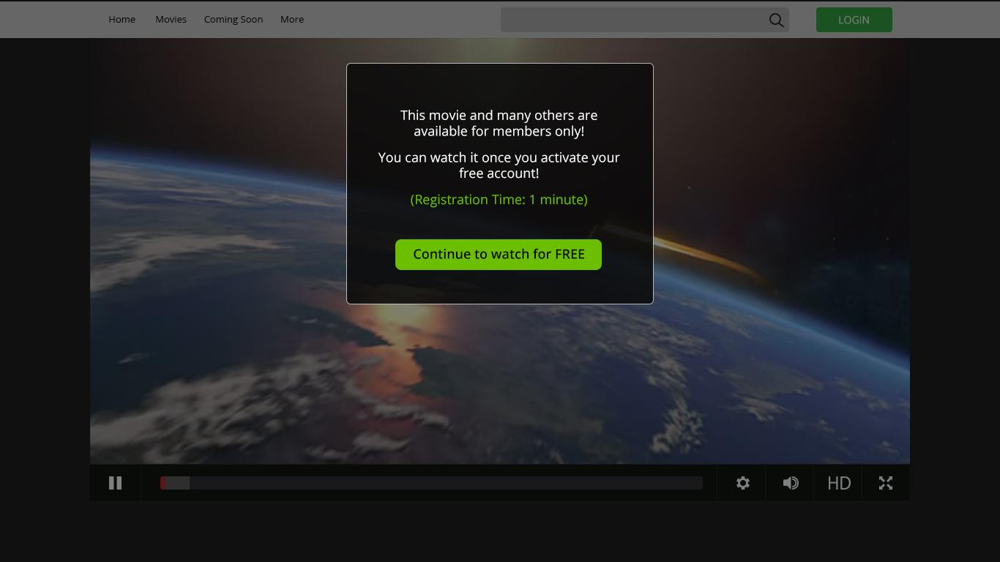 Home Movies Coming Soon More LOGIN
This movie and many others are
available for members only!
You can watch it once you activate your
free account!
(Registration Time: 1 minute)
Continue to watch for FREE
HD